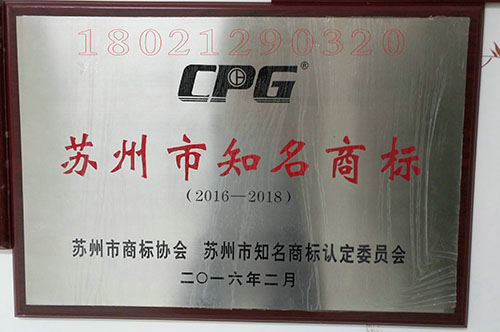 18021290320
CPG®
苏州市知名商标
(2016—2018)
苏州市商标协会 苏州市知名商标认定委员会
二〇一六年二月